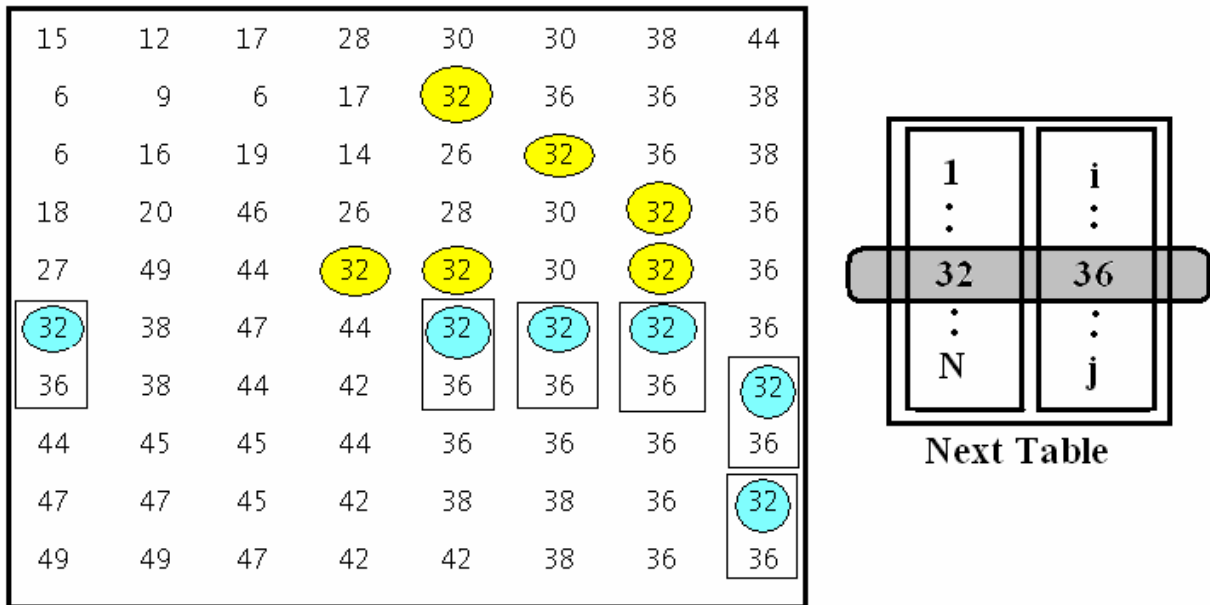 15 12 17 28 30 30 38 44
6 9 6 17 32 36 36 38
6 16 19 14 26 32 36 38
18 20 46 26 28 30 32 36
27 49 44 32 32 30 32 36
32 38 47 44 32 32 32 36
36 38 44 42 36 36 36 32
44 45 45 44 36 36 36 36
47 47 45 42 38 38 36 32
49 49 47 42 42 38 36 36
1 i
⋮ ⋮
32 36
⋮ ⋮
N j
Next Table